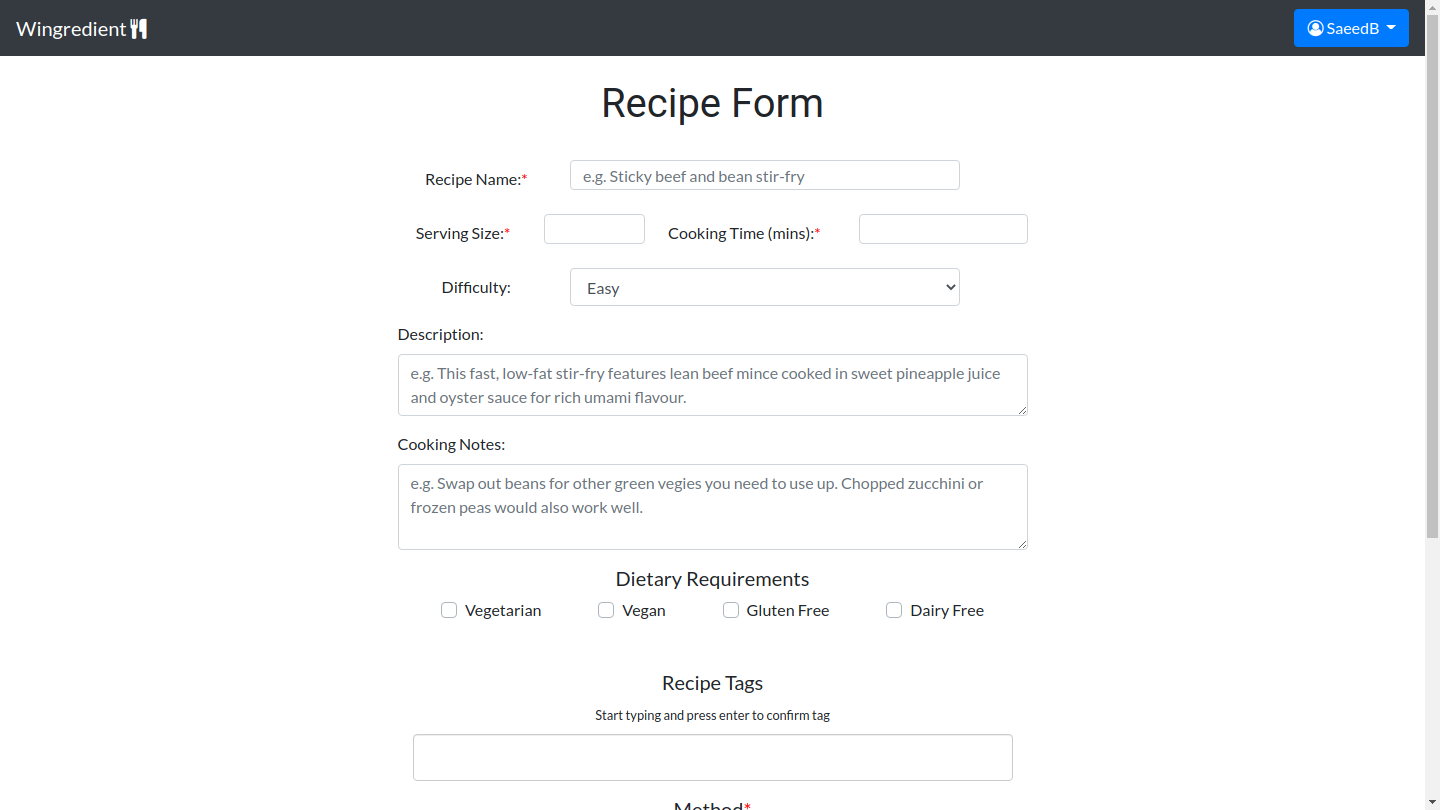 Wingredient
SaeedB
Recipe Form
Recipe Name:*
e.g. Sticky beef and bean stir-fry
Serving Size:*
Cooking Time (mins):*
Difficulty:
Easy
Description:
e.g. This fast, low-fat stir-fry features lean beef mince cooked in sweet pineapple juice
and oyster sauce for rich umami flavour.
Cooking Notes:
e.g. Swap out beans for other green vegies you need to use up. Chopped zucchini or
frozen peas would also work well.
Dietary Requirements
Vegetarian
Vegan
Gluten Free
Dairy Free
Recipe Tags
Start typing and press enter to confirm tag
Method*